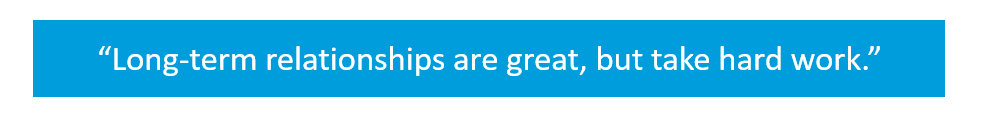 “Long-term relationships are great, but take hard work.”